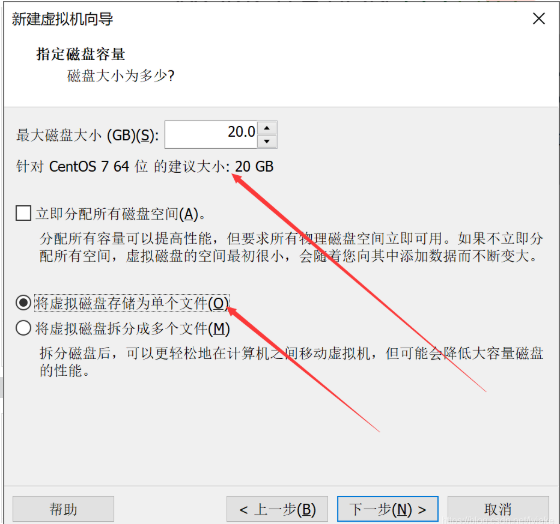 新建虚拟机向导
指定磁盘容量
磁盘大小为多少?
最大磁盘大小 (GB)(S): 20.0
针对 CentOS 7 64 位 的建议大小: 20 GB
立即分配所有磁盘空间(A)。
分配所有容量可以提高性能，但要求所有物理磁盘空间立即可用。如果不立即分
配所有空间，虚拟磁盘的空间最初很小，会随着您向其中添加数据而不断变大。
将虚拟磁盘存储为单个文件(O)
将虚拟磁盘拆分成多个文件(M)
拆分磁盘后，可以更轻松地在计算机之间移动虚拟机，但可能会降低大容量磁盘
的性能。
帮助 < 上一步(B) 下一步(N) > 取消